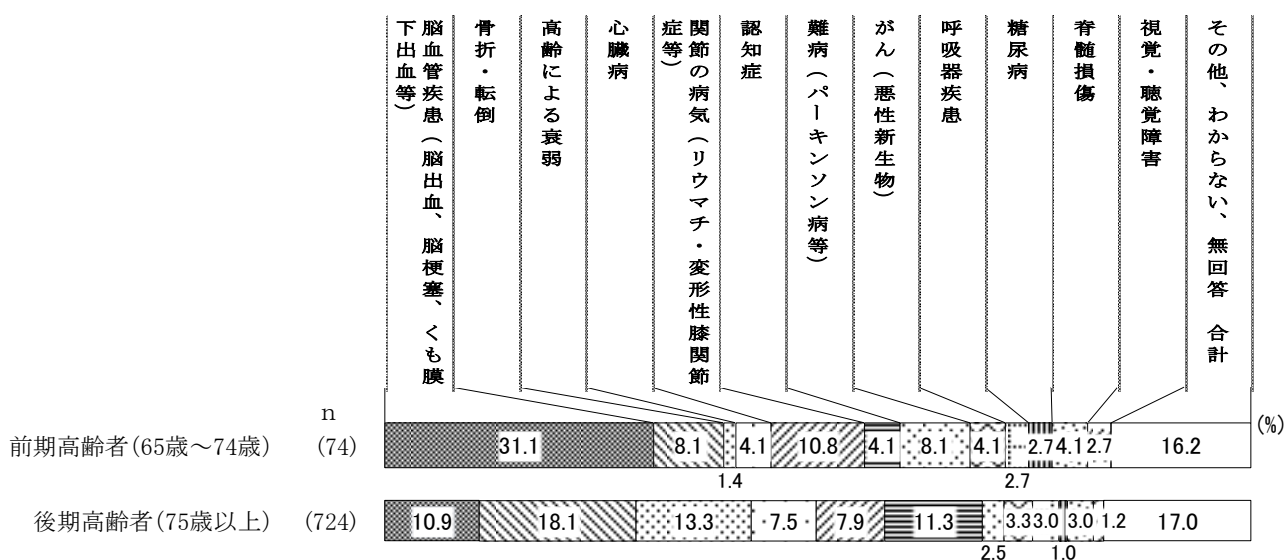 脳血管疾患（脳出血、脳梗塞、くも膜
下出血等）
骨折・転倒
高齢による衰弱
心臓病
関節の病気（リウマチ・変形性膝関節
症等）
認知症
難病（パーキンソン病等）
がん（悪性新生物）
呼吸器疾患
糖尿病
脊髄損傷
視覚・聴覚障害
その他、わからない、無回答　合計
n
(%)
前期高齢者(65歳～74歳) (74) 31.1 8.1 4.1 10.8 4.1 8.1 4.1 2.7 4.1 2.7 16.2
1.4 2.7
後期高齢者(75歳以上) (724) 10.9 18.1 13.3 7.5 7.9 11.3 3.3 3.0 3.0 1.2 17.0
2.5 1.0